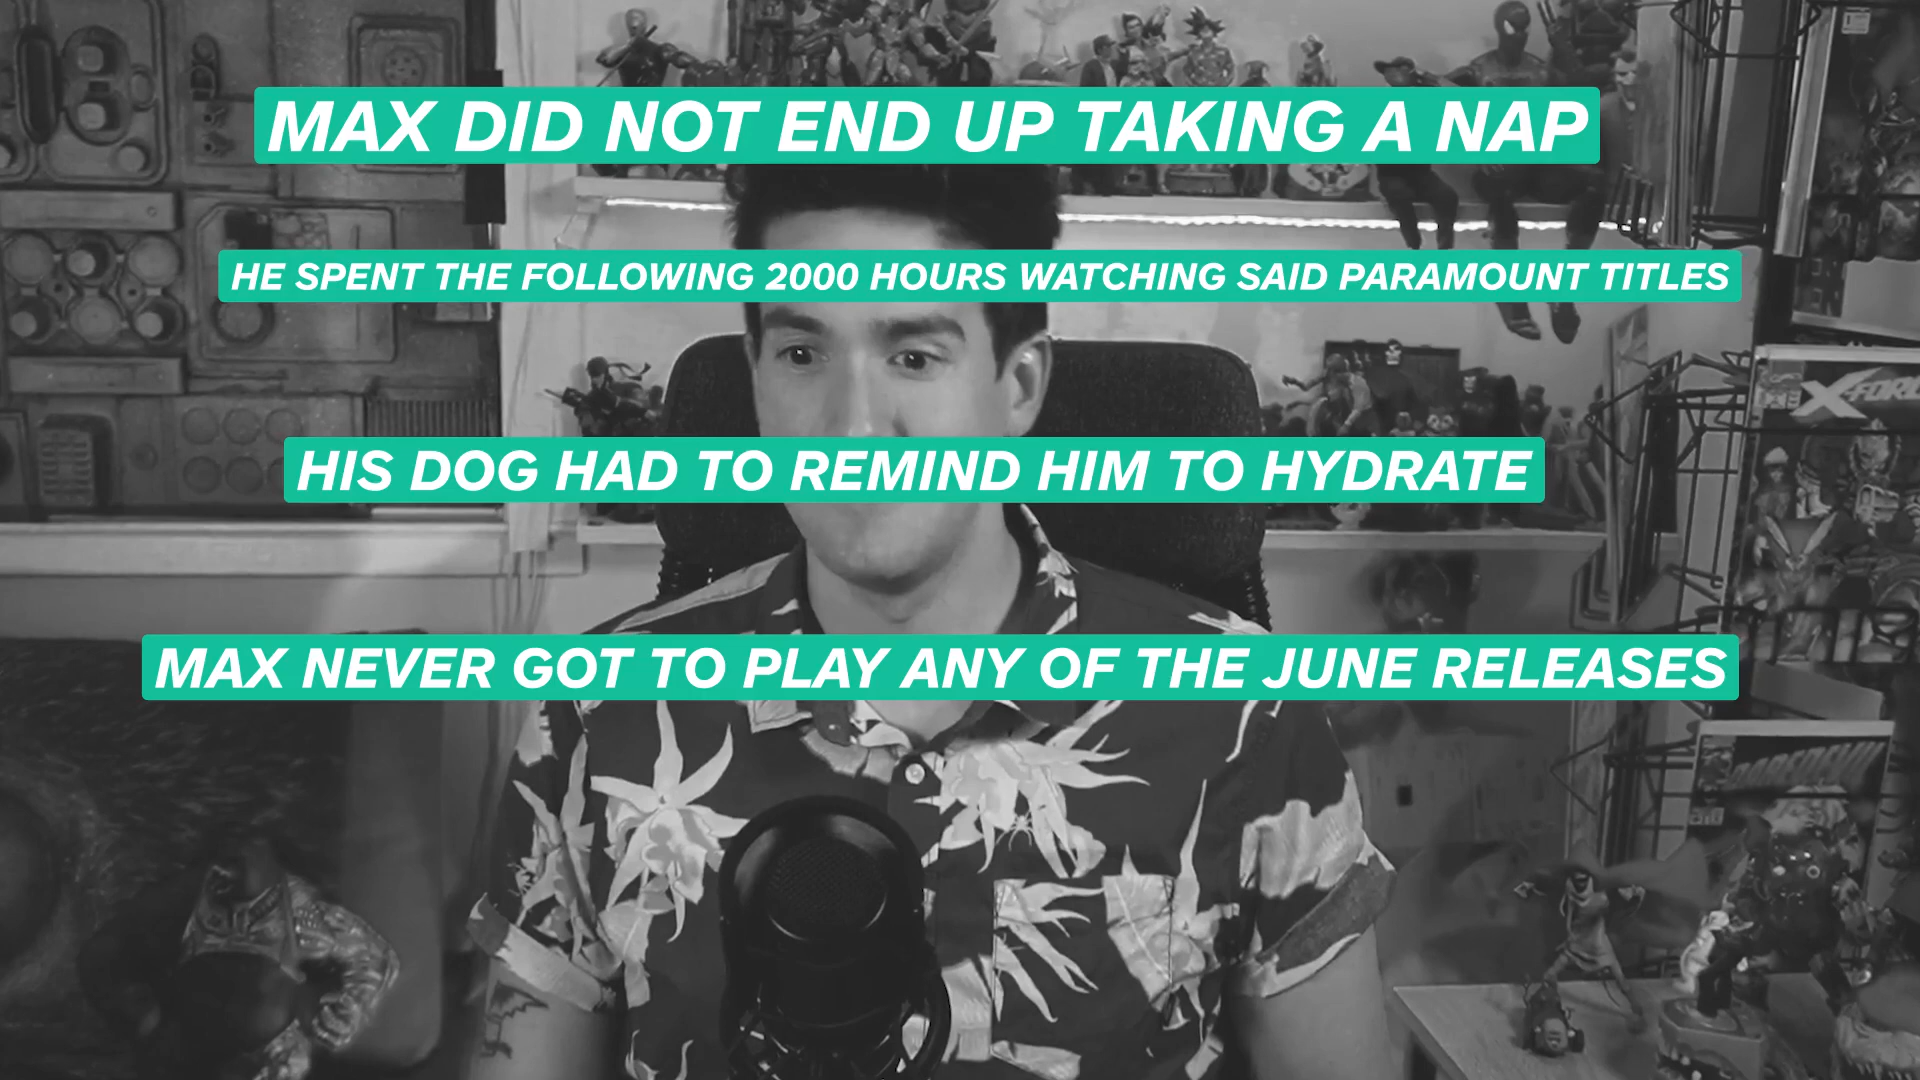 MAX DID NOT END UP TAKING A NAP
HE SPENT THE FOLLOWING 2000 HOURS WATCHING SAID PARAMOUNT TITLES
HIS DOG HAD TO REMIND HIM TO HYDRATE
MAX NEVER GOT TO PLAY ANY OF THE JUNE RELEASES
X-FORC